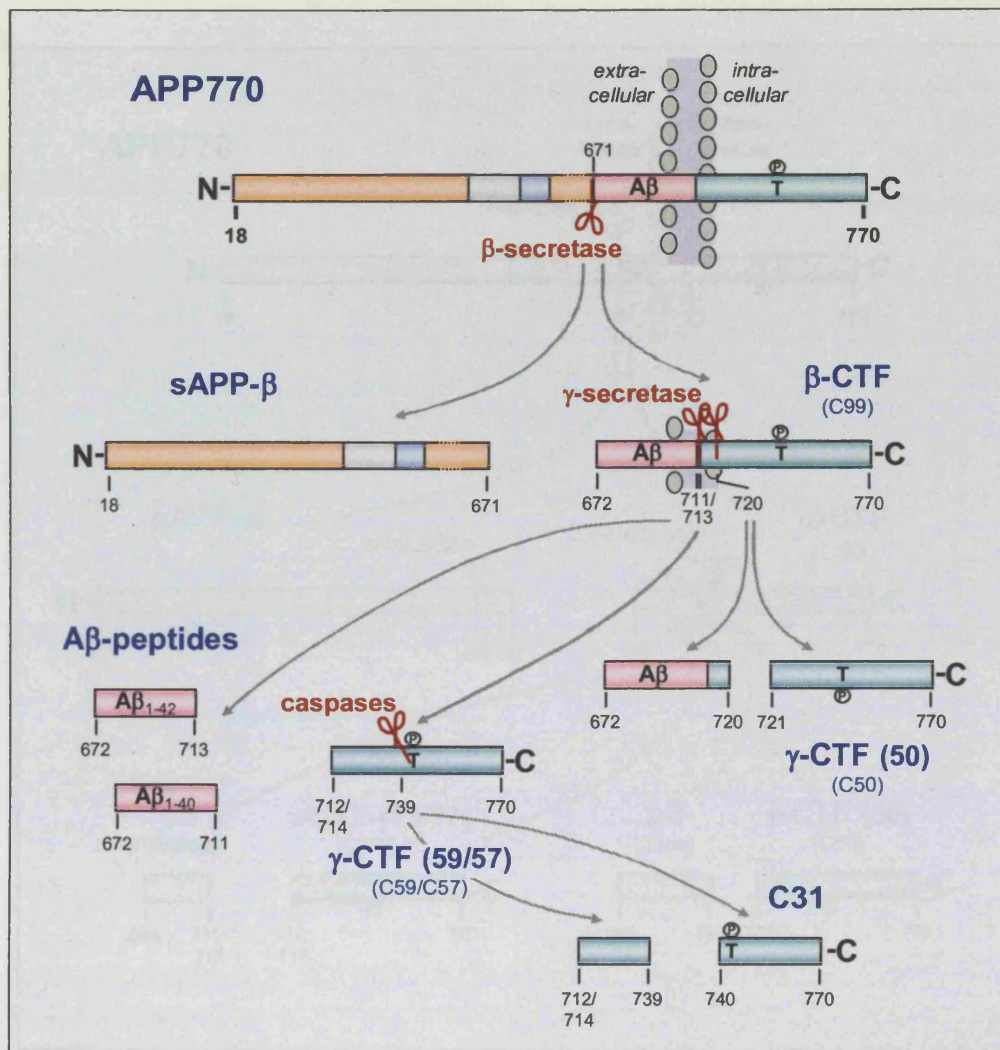 APP770
extra-
cellular
intra-
cellular
671
N-
Aβ
P
T
-C
18
β-secretase
770
sAPP-β
γ-secretase
β-CTF
(C99)
N-
Aβ
P
T
-C
18
671
672
711/
713
720
770
Aβ-peptides
Aβ1-42
672
713
Aβ1-40
672
711
caspases
P
T
-C
712/
714
739
770
γ-CTF (59/57)
(C59/C57)
Aβ
672
720
T
P
-C
721
770
γ-CTF (50)
(C50)
C31
712/
714
739
P
T
-C
740
770